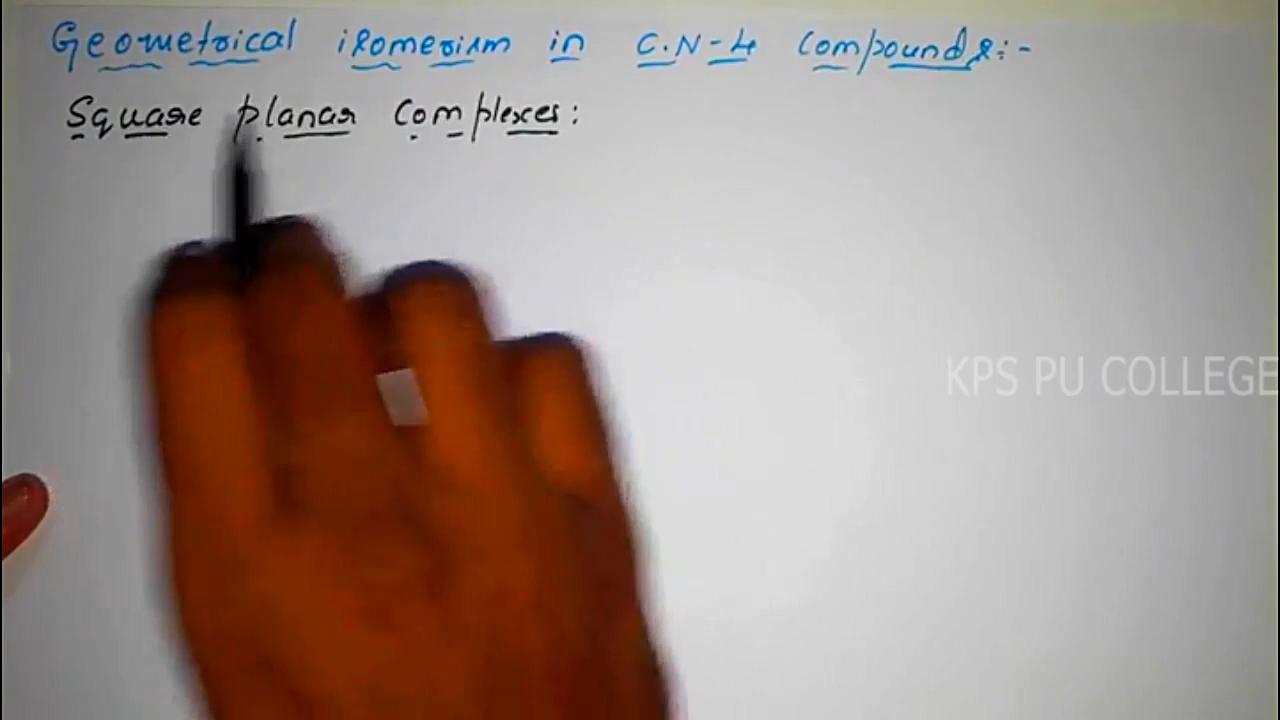 Geometrical isomerism in C.N-4 Compounds:-
Square planar Complexes:
KPS PU COLLEGE